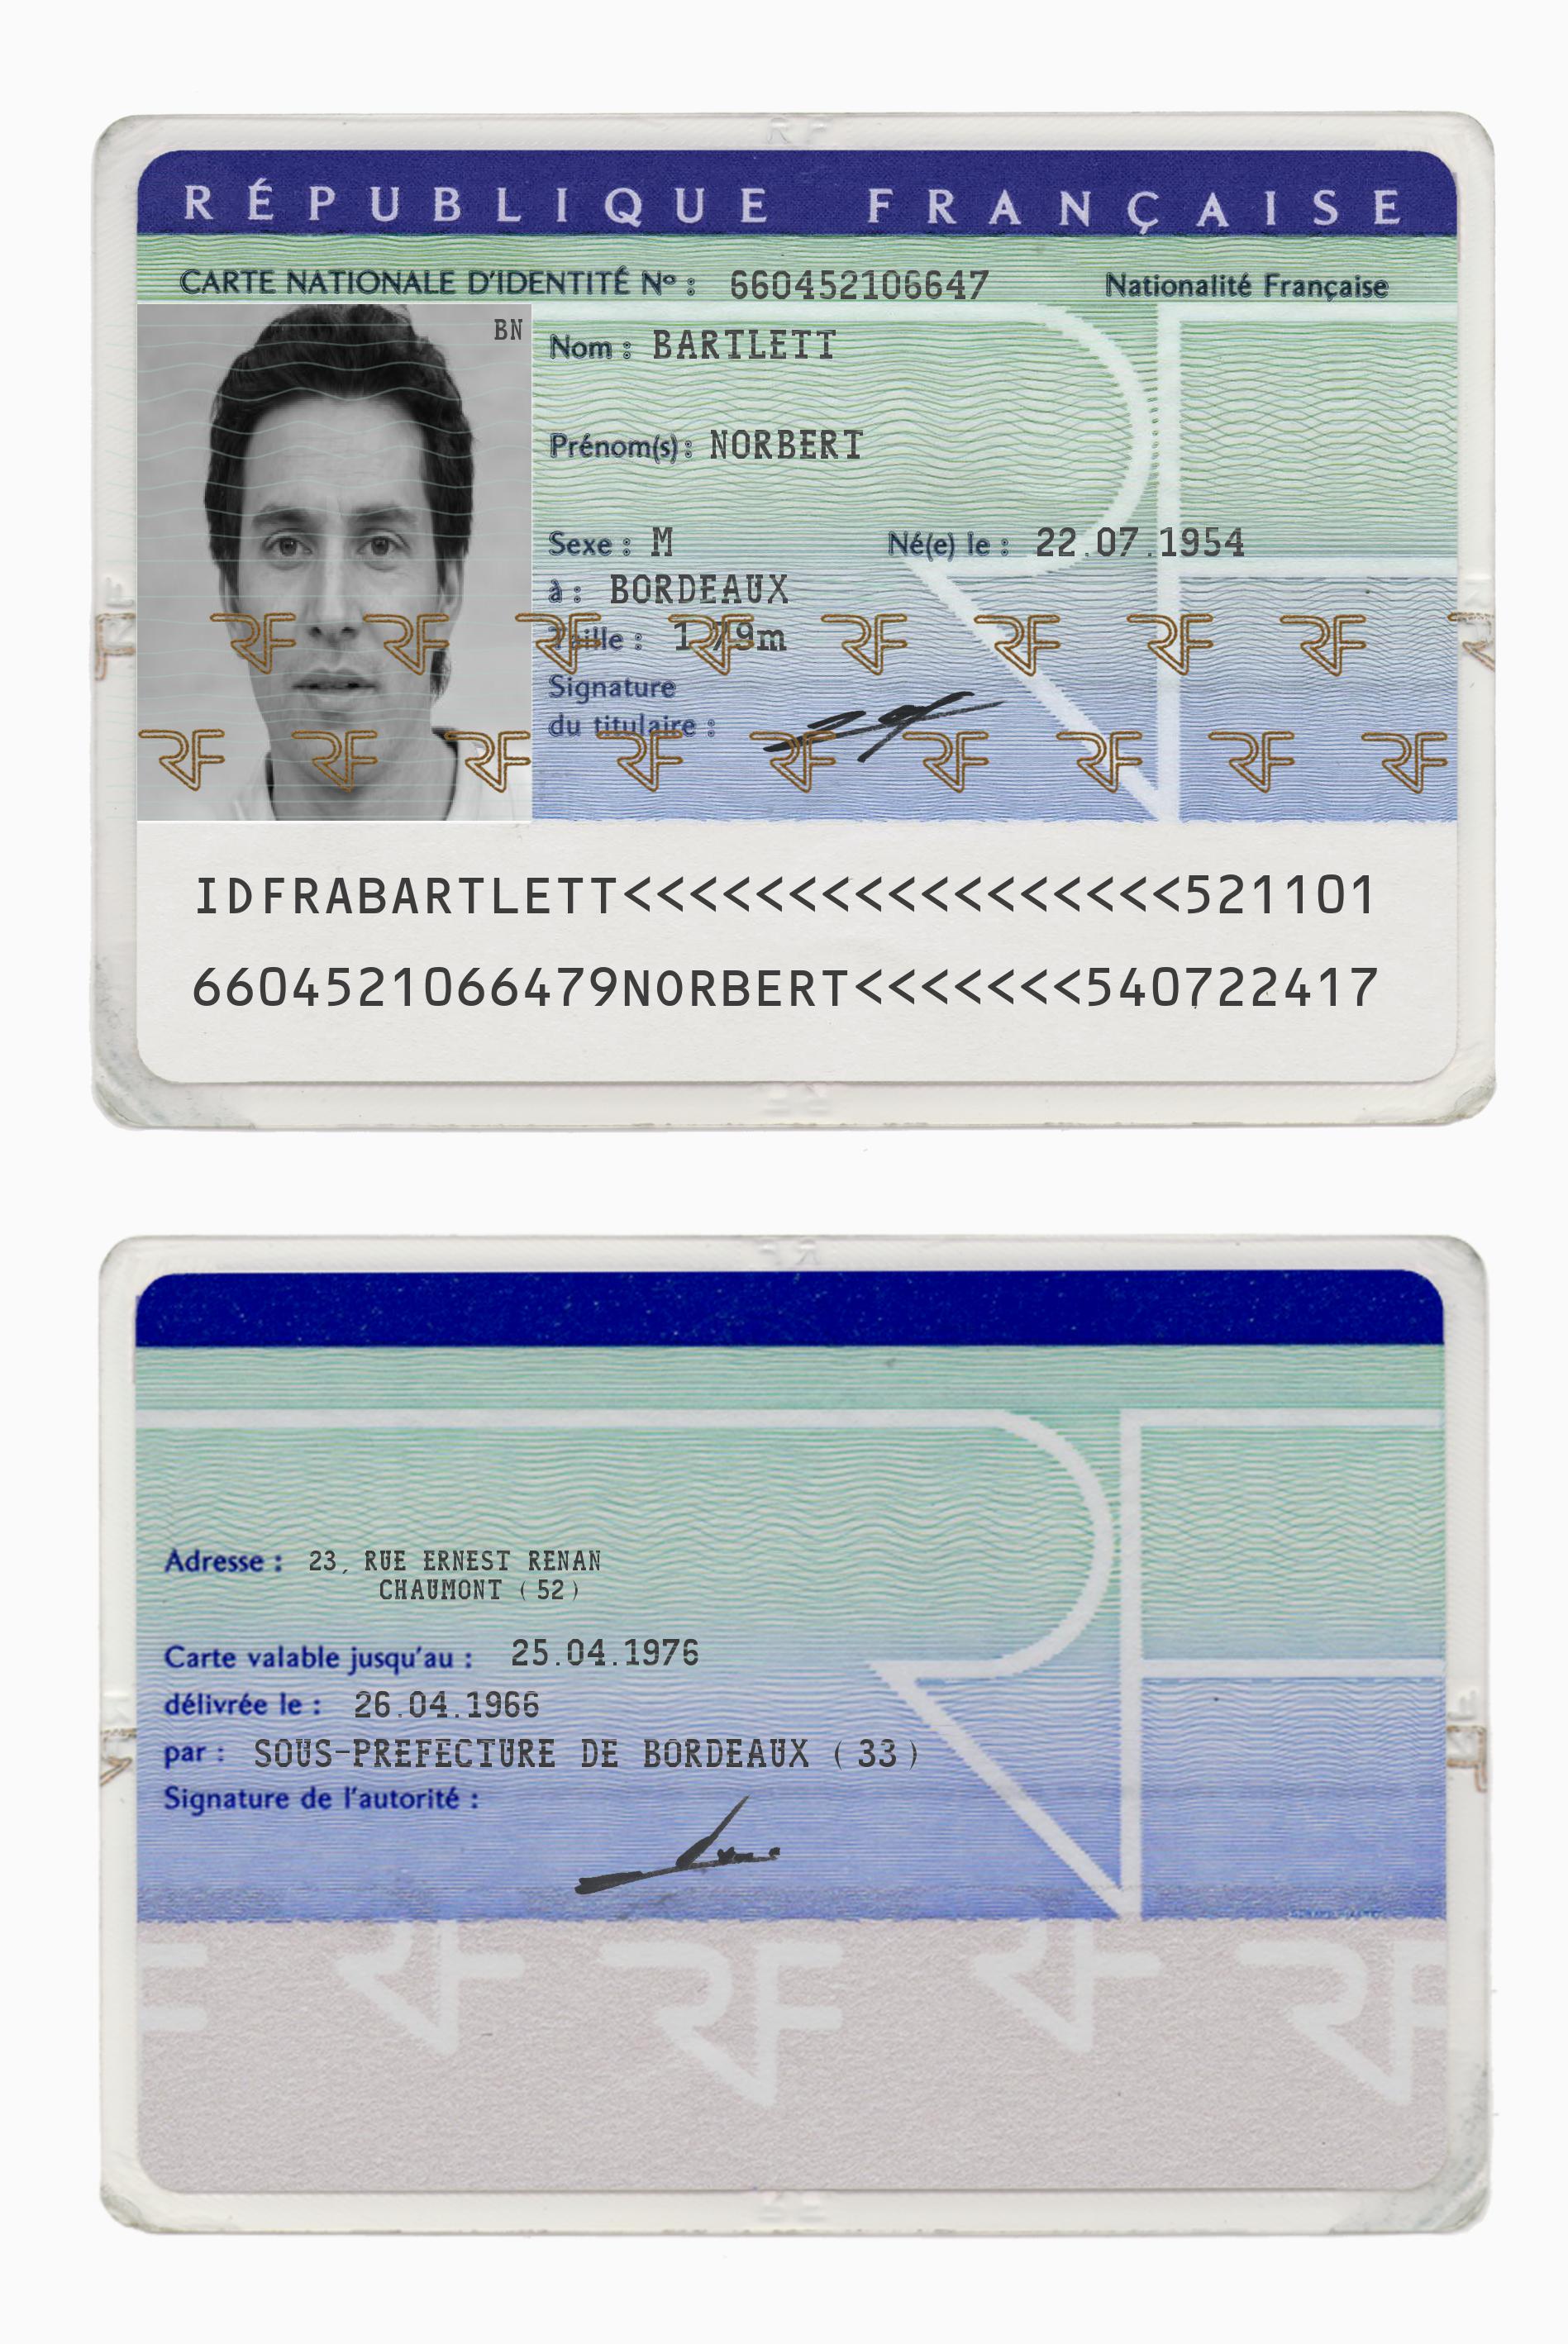 RÉPUBLIQUE FRANÇAISE
CARTE NATIONALE D'IDENTITÉ Nº : 660452106647 Nationalité Française
BN
Nom : BARTLETT
Prénom(s) : NORBERT
Sexe : M Né(e) le : 22.07.1954
à : BORDEAUX
Taille : 1,79m
Signature
du titulaire :
RF RF RF RF RF RF RF RF
RF RF RF RF RF RF RF RF RF
IDFRABARTLETT<<<<<<<<<<<<<<<<<521101
6604521066479NORBERT<<<<<<<540722417
Adresse : 23, RUE ERNEST RENAN
CHAUMONT (52)
Carte valable jusqu'au : 25.04.1976
délivrée le : 26.04.1966
par : SOUS-PREFECTURE DE BORDEAUX (33)
Signature de l'autorité :
RF RF RF RF